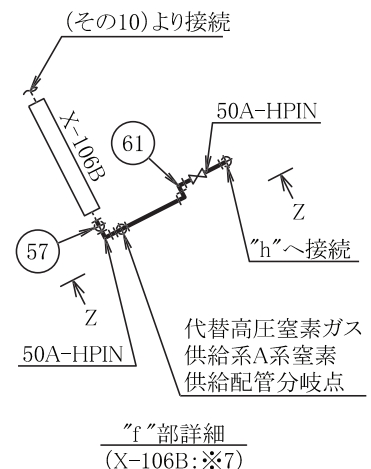 (その10)より接続
X-106B
50A-HPIN
61
Z
"h"へ接続
57
Z
50A-HPIN
代替高圧窒素ガス
供給系A系窒素
供給配管分岐点
"f"部詳細
(X-106B:※7)